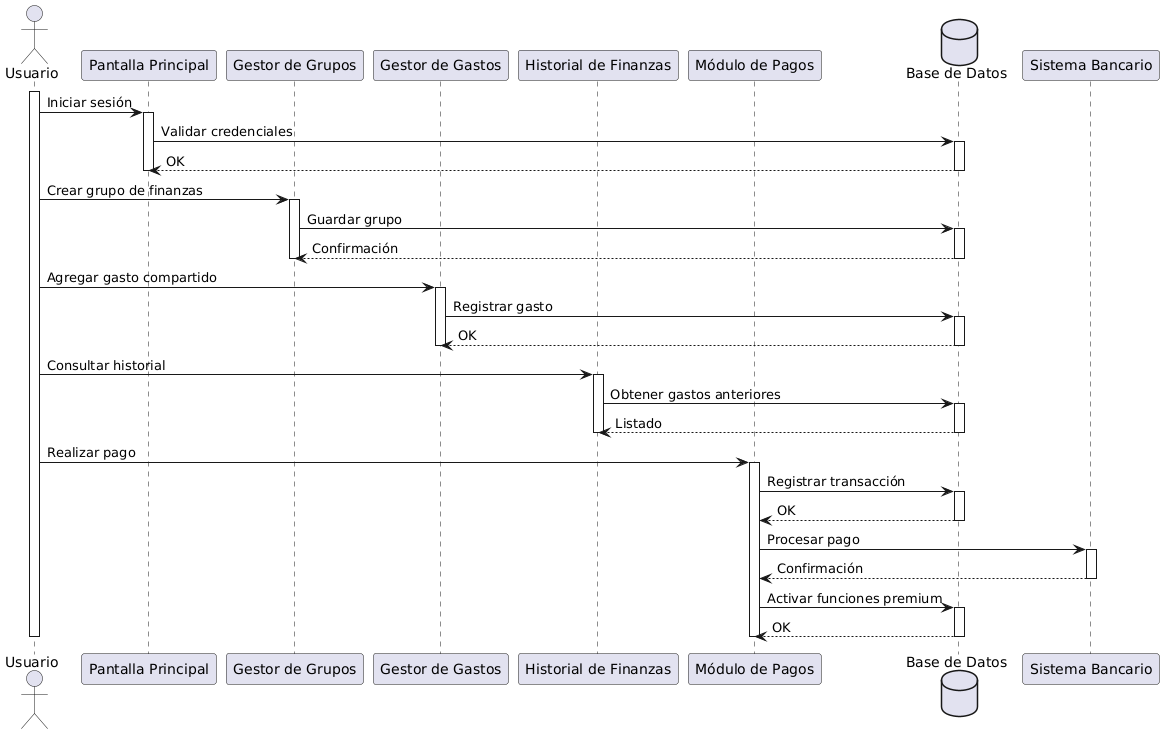 Usuario
Pantalla Principal
Gestor de Grupos
Gestor de Gastos
Historial de Finanzas
Módulo de Pagos
Base de Datos
Sistema Bancario
Iniciar sesión
Validar credenciales
OK
Crear grupo de finanzas
Guardar grupo
Confirmación
Agregar gasto compartido
Registrar gasto
OK
Consultar historial
Obtener gastos anteriores
Listado
Realizar pago
Registrar transacción
OK
Procesar pago
Confirmación
Activar funciones premium
OK
Usuario
Pantalla Principal
Gestor de Grupos
Gestor de Gastos
Historial de Finanzas
Módulo de Pagos
Base de Datos
Sistema Bancario